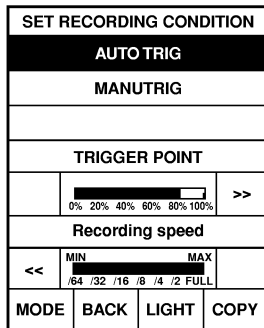 SET RECORDING CONDITION
AUTO TRIG
MANUTRIG
TRIGGER POINT
>>
0% 20% 40% 60% 80% 100%
Recording speed
<<
MIN MAX
/64 /32 /16 /8 /4 /2 FULL
MODE BACK LIGHT COPY